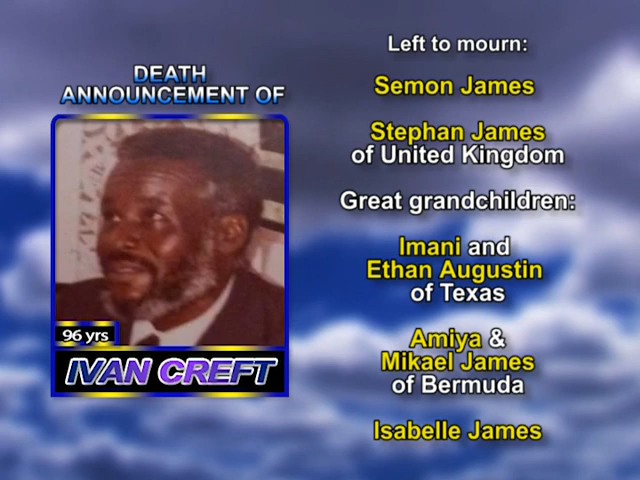 DEATH
ANNOUNCEMENT OF
96 yrs
IVAN CREFT
Left to mourn:
Semon James
Stephan James
of United Kingdom
Great grandchildren:
Imani and
Ethan Augustin
of Texas
Amiya &
Mikael James
of Bermuda
Isabelle James